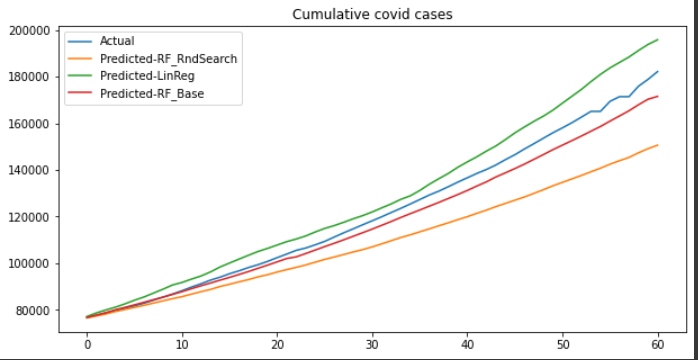 Cumulative covid cases
200000
180000
160000
140000
120000
100000
80000
Actual
Predicted-RF_RndSearch
Predicted-LinReg
Predicted-RF_Base
0 10 20 30 40 50 60